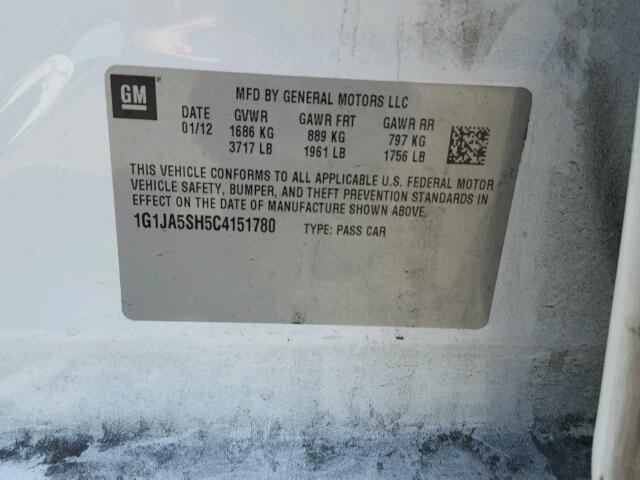 GM
MFD BY GENERAL MOTORS LLC
DATE GVWR GAWR FRT GAWR RR
01/12 1686 KG 889 KG 797 KG
3717 LB 1961 LB 1756 LB
THIS VEHICLE CONFORMS TO ALL APPLICABLE U.S. FEDERAL MOTOR
VEHICLE SAFETY, BUMPER, AND THEFT PREVENTION STANDARDS IN
EFFECT ON THE DATE OF MANUFACTURE SHOWN ABOVE.
1G1JA5SH5C4151780 TYPE: PASS CAR